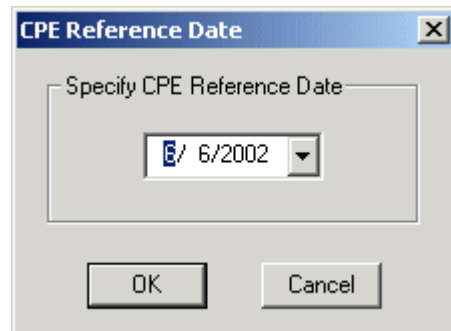 CPE Reference Date
Specify CPE Reference Date
6/ 6/2002
OK
Cancel